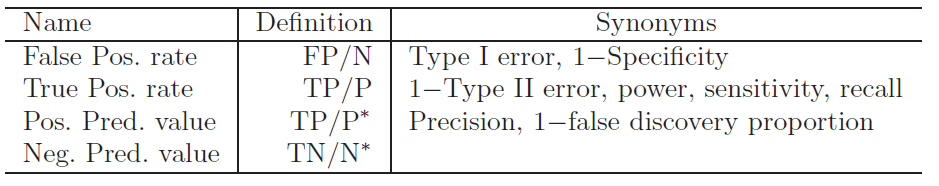 Name Definition Synonyms
False Pos. rate FP/N Type I error, 1−Specificity
True Pos. rate TP/P 1−Type II error, power, sensitivity, recall
Pos. Pred. value TP/P* Precision, 1−false discovery proportion
Neg. Pred. value TN/N*